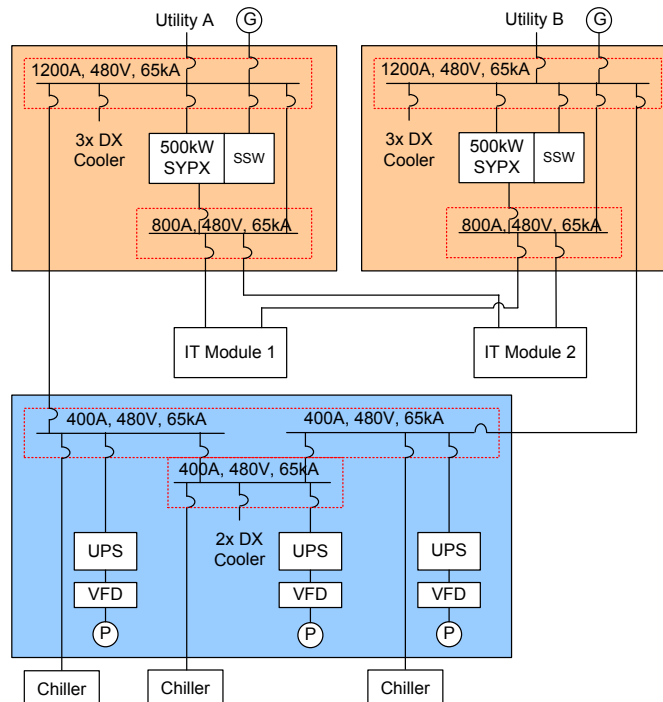 Utility A
G
Utility B
G
1200A, 480V, 65kA
1200A, 480V, 65kA
3x DX
Cooler
500kW
SYPX
SSW
3x DX
Cooler
500kW
SYPX
SSW
800A, 480V, 65kA
800A, 480V, 65kA
IT Module 1
IT Module 2
400A, 480V, 65kA
400A, 480V, 65kA
400A, 480V, 65kA
2x DX
Cooler
UPS
UPS
UPS
VFD
VFD
VFD
P
P
P
Chiller
Chiller
Chiller